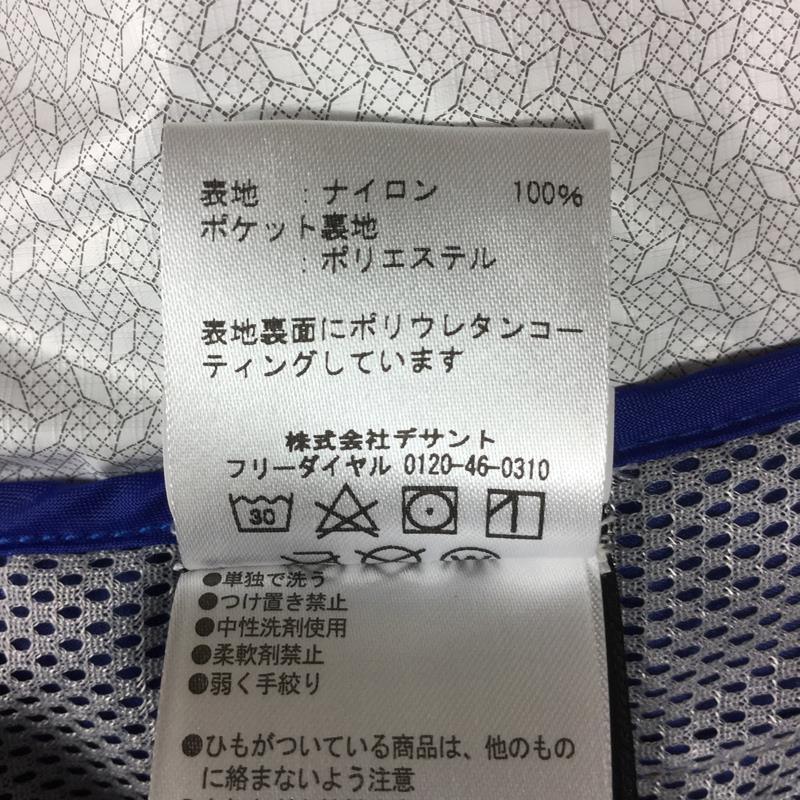 表地 : ナイロン 100%
ポケット裏地
: ポリエステル
表地裏面にポリウレタンコー
ティングしています
株式会社デサント
フリーダイヤル 0120-46-0310
30
●単独で洗う
●つけ置き禁止
●中性洗剤使用
●柔軟剤禁止
●弱く手絞り
●ひもがついている商品は、他のもの
に絡まないよう注意